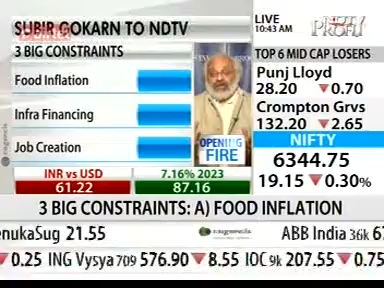 SUBIR GOKARN TO NDTV
3 BIG CONSTRAINTS
Food Inflation
Infra Financing
Job Creation
OPENING
FIRE
INR vs USD
61.22
7.16% 2023
87.16
LIVE
10:43 AM
NDTV
PROFIT
TOP 6 MID CAP LOSERS
Punj Lloyd
28.20 ▼0.70
Crompton Grvs
132.20 ▼2.65
NIFTY
6344.75
19.15 ▼0.30%
3 BIG CONSTRAINTS: A) FOOD INFLATION
enukaSug 21.55
ABB India 36k 6
▼0.25 ING Vysya 709 576.90 ▼8.55 IOC 9k 207.55 ▼0.75